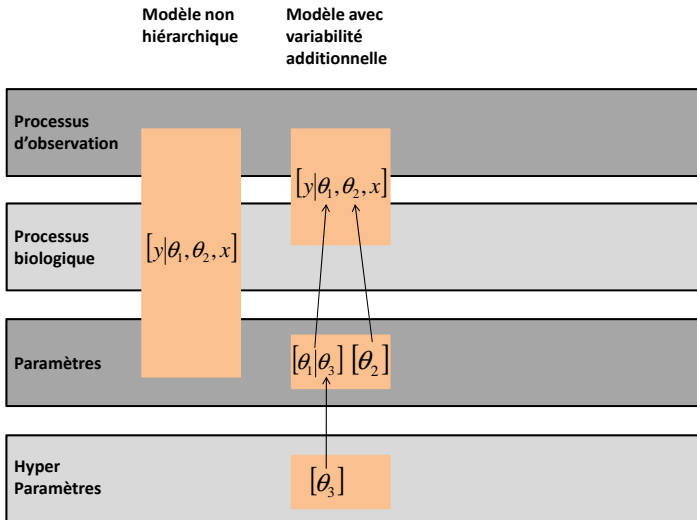 Modèle non
hiérarchique
Modèle avec
variabilité
additionnelle
Processus
d'observation
[y|θ₁,θ₂,x]
Processus
biologique
[y|θ₁,θ₂,x]
Paramètres
[θ₁|θ₃] [θ₂]
Hyper
Paramètres
[θ₃]